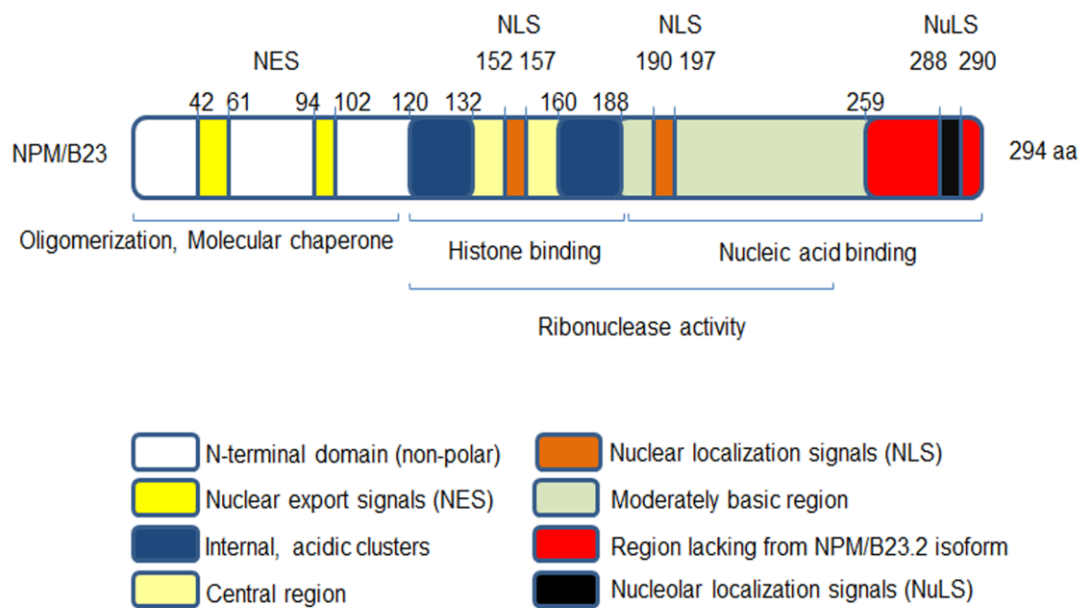 NLS NLS NuLS
NES 152 157 190 197 288 290
42 61 94 102 120 132 160 188 259
NPM/B23 294 aa
Oligomerization, Molecular chaperone
Histone binding Nucleic acid binding
Ribonuclease activity
N-terminal domain (non-polar) Nuclear localization signals (NLS)
Nuclear export signals (NES) Moderately basic region
Internal, acidic clusters Region lacking from NPM/B23.2 isoform
Central region Nucleolar localization signals (NuLS)